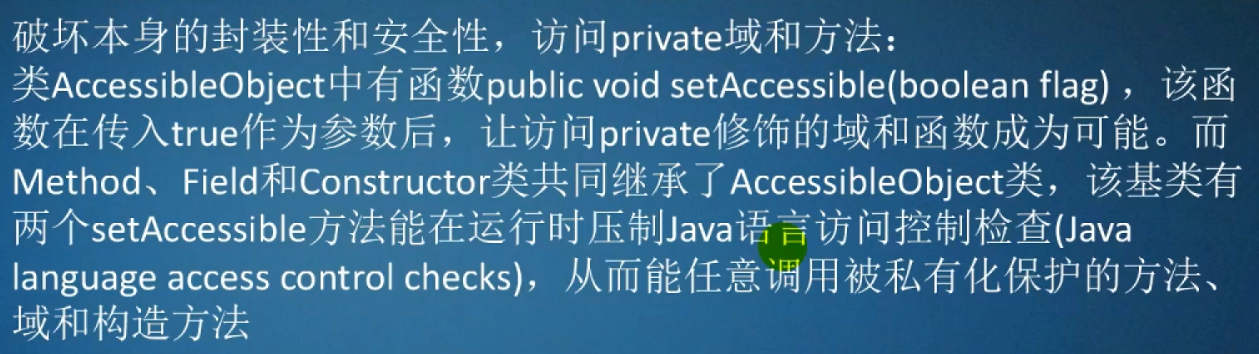 破坏本身的封装性和安全性，访问private域和方法：
类AccessibleObject中有函数public void setAccessible(boolean flag) ，该函
数在传入true作为参数后，让访问private修饰的域和函数成为可能。而
Method、Field和Constructor类共同继承了AccessibleObject类，该基类有
两个setAccessible方法能在运行时压制Java语言访问控制检查(Java
language access control checks)，从而能任意调用被私有化保护的方法、
域和构造方法